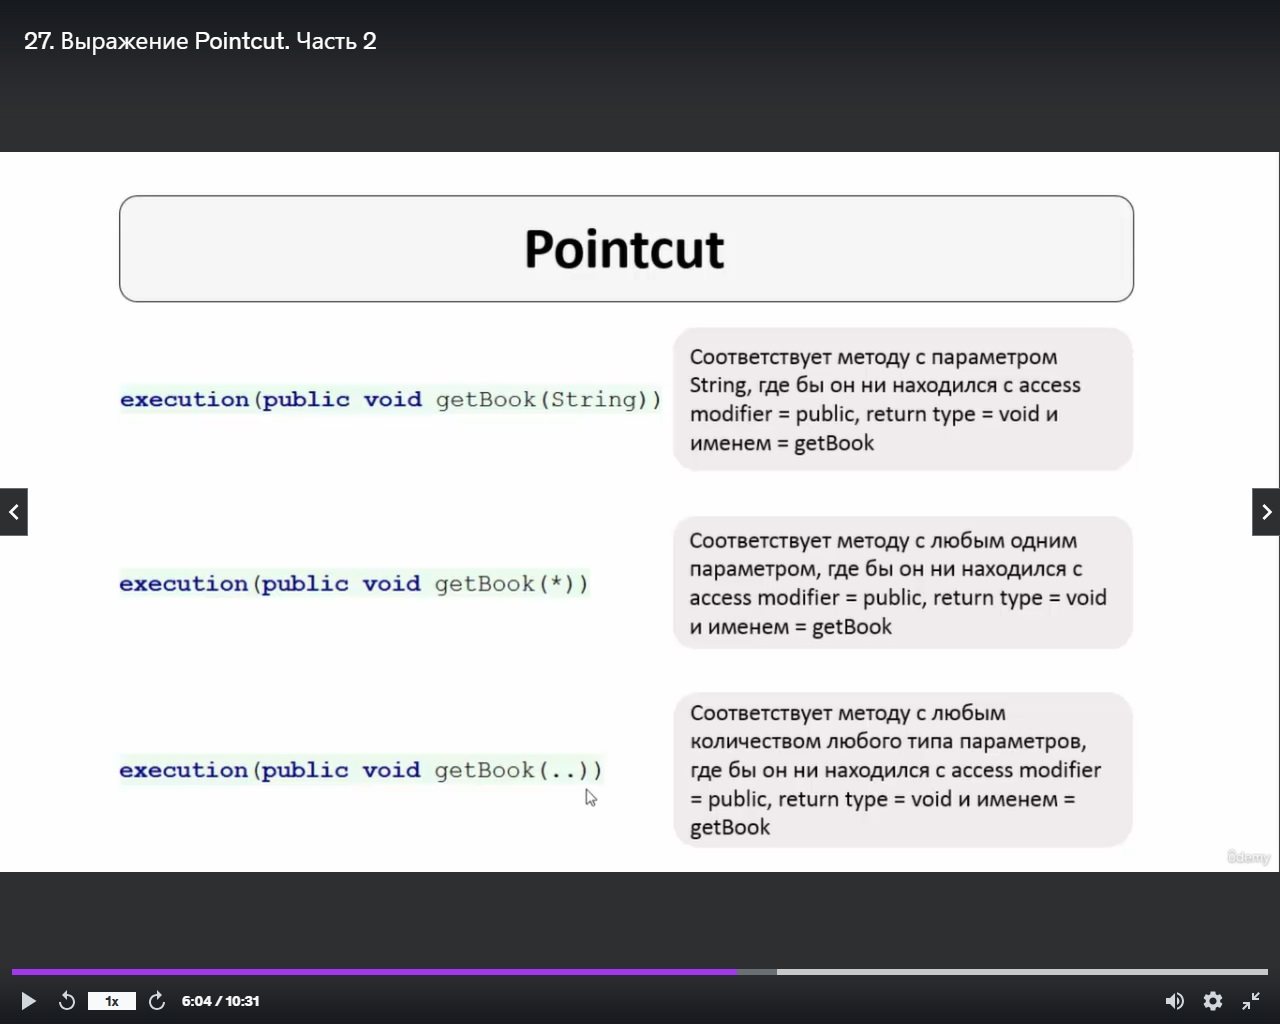 27. Выражение Pointcut. Часть 2
Pointcut
execution(public void getBook(String))
Соответствует методу с параметром
String, где бы он ни находился с access
modifier = public, return type = void и
именем = getBook
execution(public void getBook(*))
Соответствует методу с любым одним
параметром, где бы он ни находился с
access modifier = public, return type = void
и именем = getBook
execution(public void getBook(..))
Соответствует методу с любым
количеством любого типа параметров,
где бы он ни находился с access modifier
= public, return type = void и именем =
getBook
ûdemy
1x
6:04 / 10:31